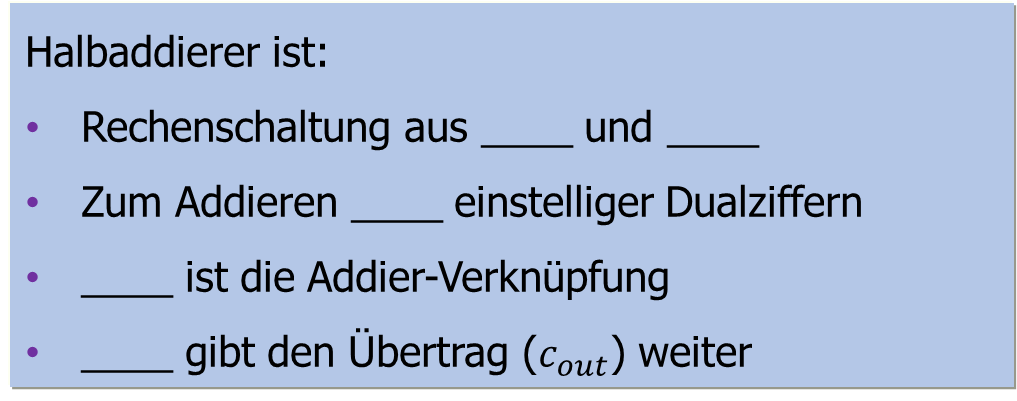 Halbaddierer ist:
• Rechenschaltung aus ____ und ____
• Zum Addieren ____ einstelliger Dualziffern
• ____ ist die Addier-Verknüpfung
• ____ gibt den Übertrag (c_out) weiter